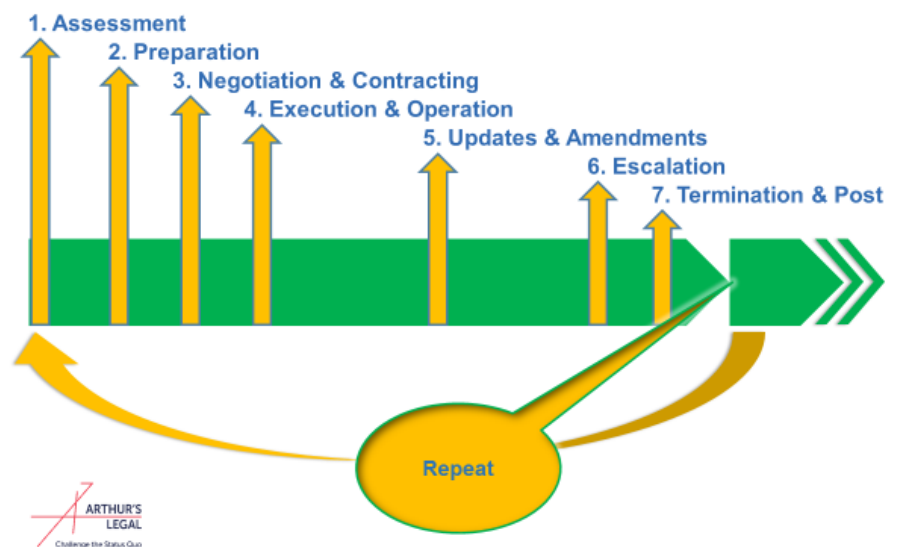 1. Assessment
2. Preparation
3. Negotiation & Contracting
4. Execution & Operation
5. Updates & Amendments
6. Escalation
7. Termination & Post
Repeat
ARTHUR'S
LEGAL
Challenge the Status Quo